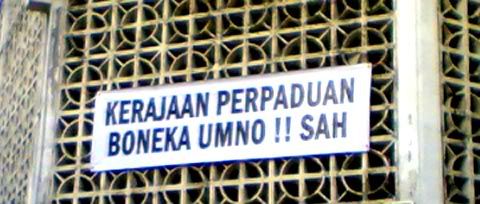 KERAJAAN PERPADUAN
BONEKA UMNO !! SAH